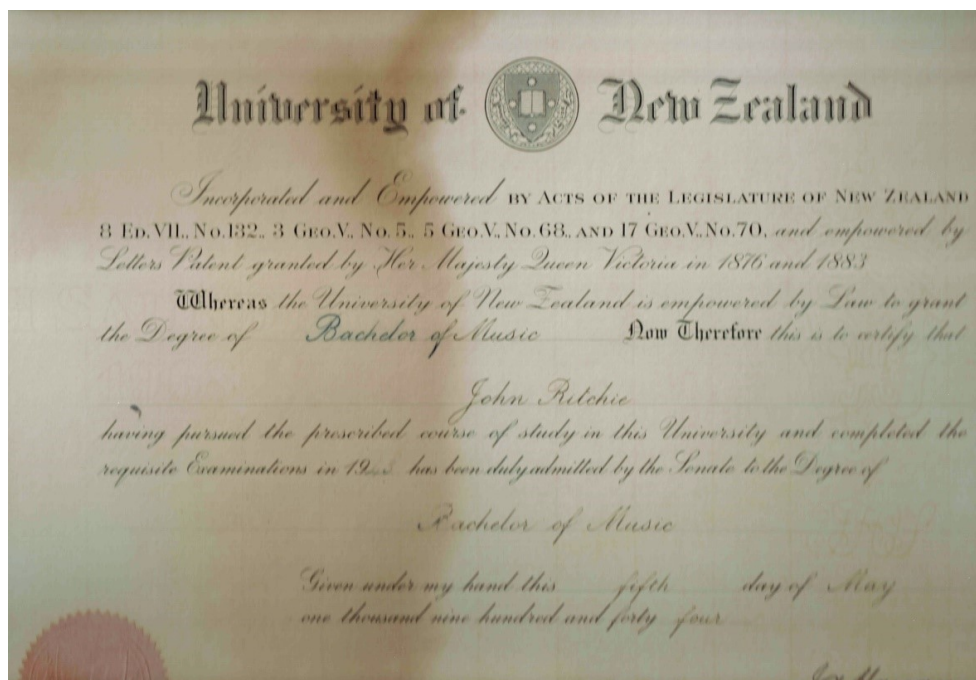 University of New Zealand
Incorporated and Empowered BY ACTS OF THE LEGISLATURE OF NEW ZEALAND
8 ED. VII., No. 132., 3 GEO. V., No. 5., 5 GEO. V., No. 68., AND 17 GEO. V., No. 70, and empowered by
Letters Patent granted by Her Majesty Queen Victoria in 1876 and 1883
Whereas the University of New Zealand is empowered by Law to grant
the Degree of Bachelor of Music Now Therefore this is to certify that
John Ritchie
having pursued the prescribed course of study in this University and completed the
requisite Examinations in has been duly admitted by the Senate to the Degree of
Bachelor of Music
Given under my hand this fifth day of May
one thousand nine hundred and forty four